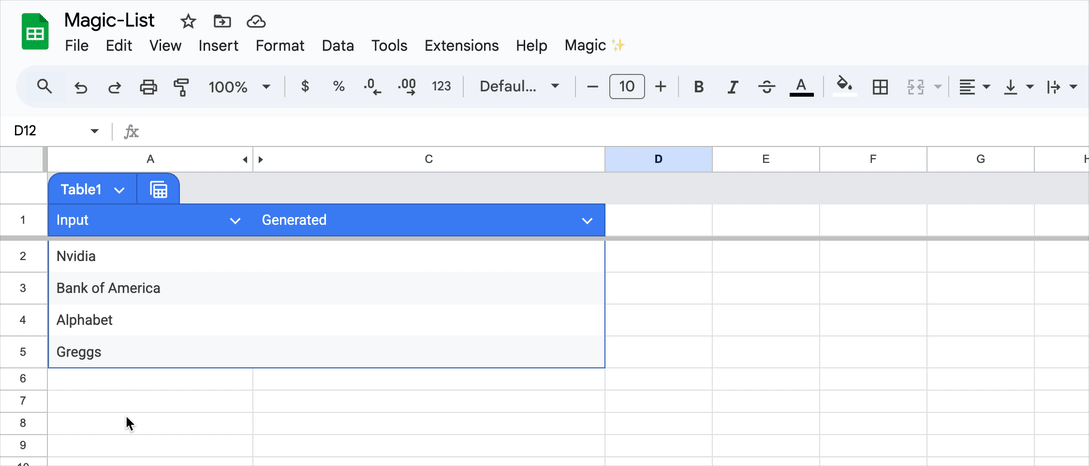 Magic-List
File Edit View Insert Format Data Tools Extensions Help Magic ✨
100% $ % .0 .00 123 Defaul... − 10 + B I S A
D12 fx
A C D E F G H
Table1
1 Input Generated
2 Nvidia
3 Bank of America
4 Alphabet
5 Greggs
6
7
8
9
10